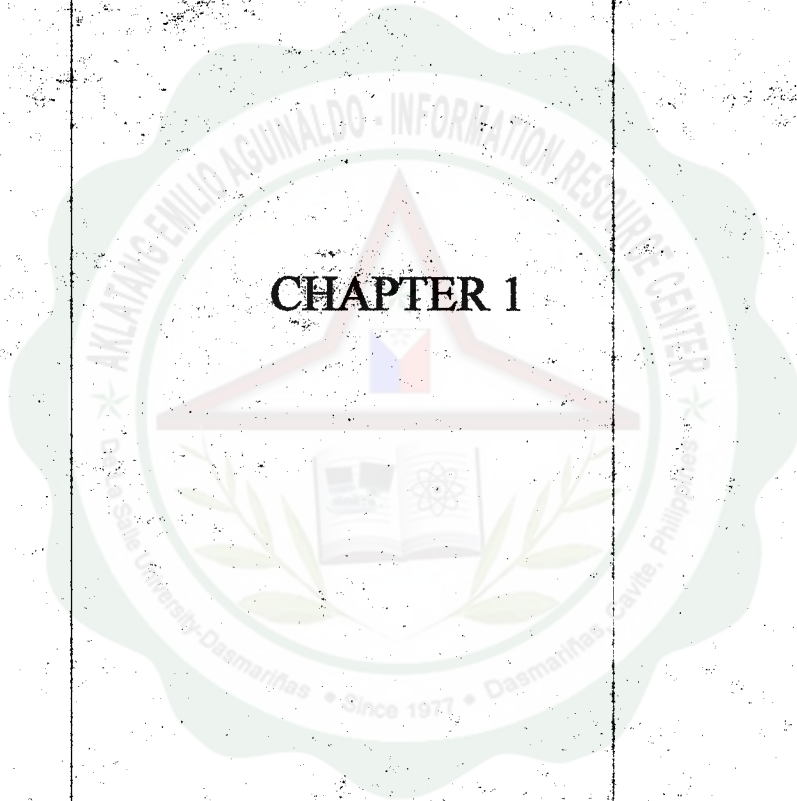 AKLATANG EMILIO AGUINALDO - INFORMATION RESOURCE CENTER
CHAPTER 1
De La Salle University-Dasmariñas • Since 1977 • Dasmariñas, Cavite, Philippines